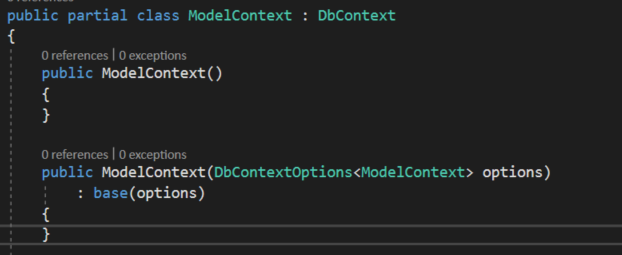 public partial class ModelContext : DbContext
{
0 references | 0 exceptions
public ModelContext()
{
}
0 references | 0 exceptions
public ModelContext(DbContextOptions<ModelContext> options)
: base(options)
{
}